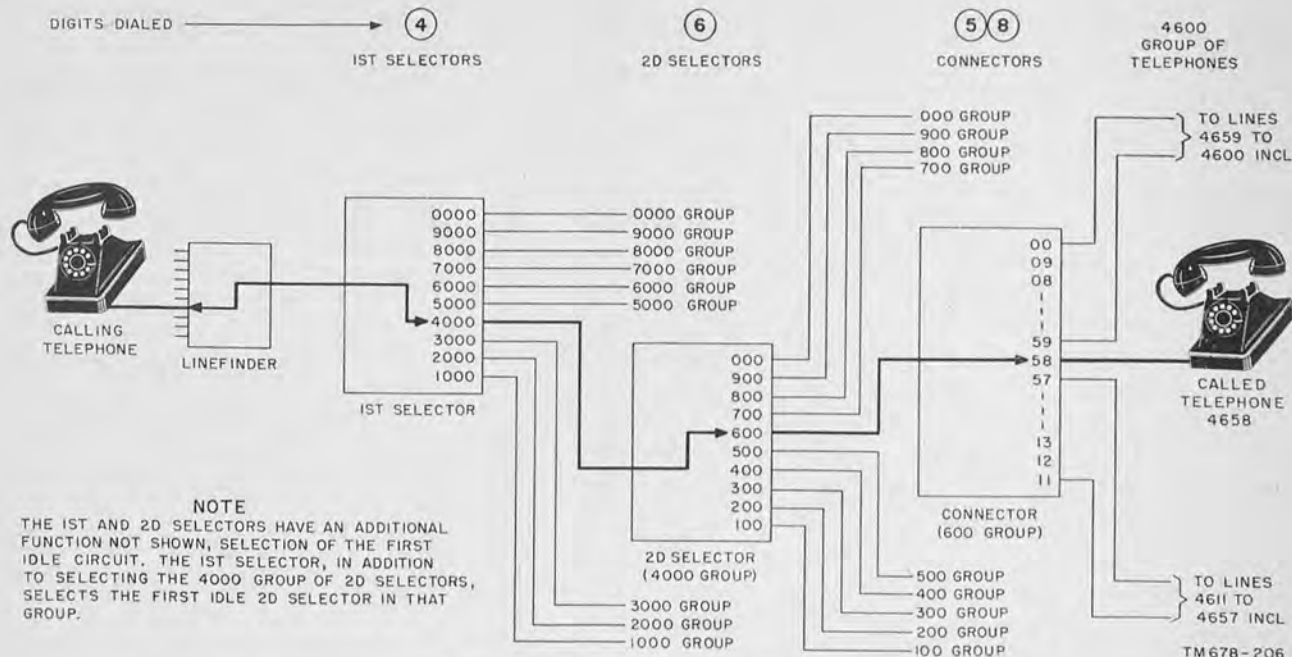 DIGITS DIALED
4
6
5 8
4600
GROUP OF
TELEPHONES
1ST SELECTORS
2D SELECTORS
CONNECTORS
000 GROUP
900 GROUP
800 GROUP
700 GROUP
TO LINES
4659 TO
4600 INCL
CALLING
TELEPHONE
LINEFINDER
0000
9000
8000
7000
6000
5000
4000
3000
2000
1000
1ST SELECTOR
0000 GROUP
9000 GROUP
8000 GROUP
7000 GROUP
6000 GROUP
5000 GROUP
000
900
800
700
600
500
400
300
200
100
2D SELECTOR
(4000 GROUP)
00
09
08
59
58
57
13
12
11
CONNECTOR
(600 GROUP)
CALLED
TELEPHONE
4658
NOTE
THE 1ST AND 2D SELECTORS HAVE AN ADDITIONAL
FUNCTION NOT SHOWN, SELECTION OF THE FIRST
IDLE CIRCUIT. THE 1ST SELECTOR, IN ADDITION
TO SELECTING THE 4000 GROUP OF 2D SELECTORS,
SELECTS THE FIRST IDLE 2D SELECTOR IN THAT
GROUP.
3000 GROUP
2000 GROUP
1000 GROUP
500 GROUP
400 GROUP
300 GROUP
200 GROUP
100 GROUP
TO LINES
4611 TO
4657 INCL
TM678-206